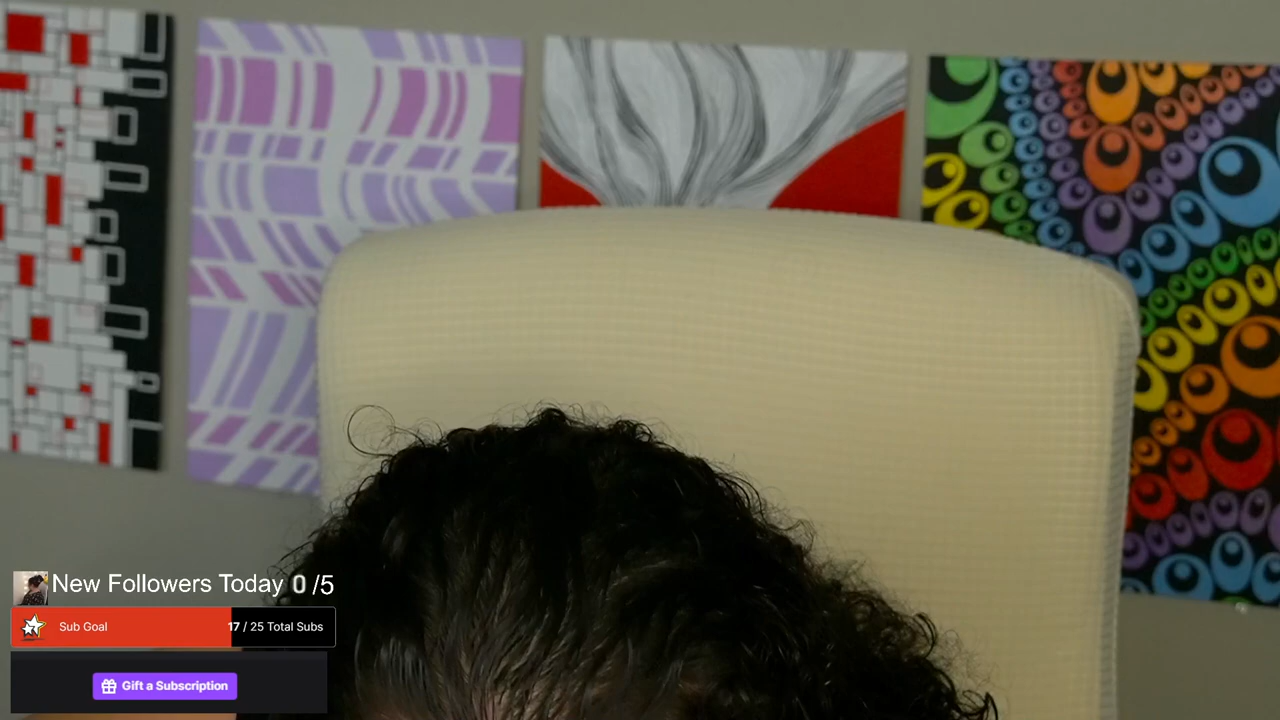 New Followers Today 0 /5
Sub Goal 17 / 25 Total Subs
Gift a Subscription